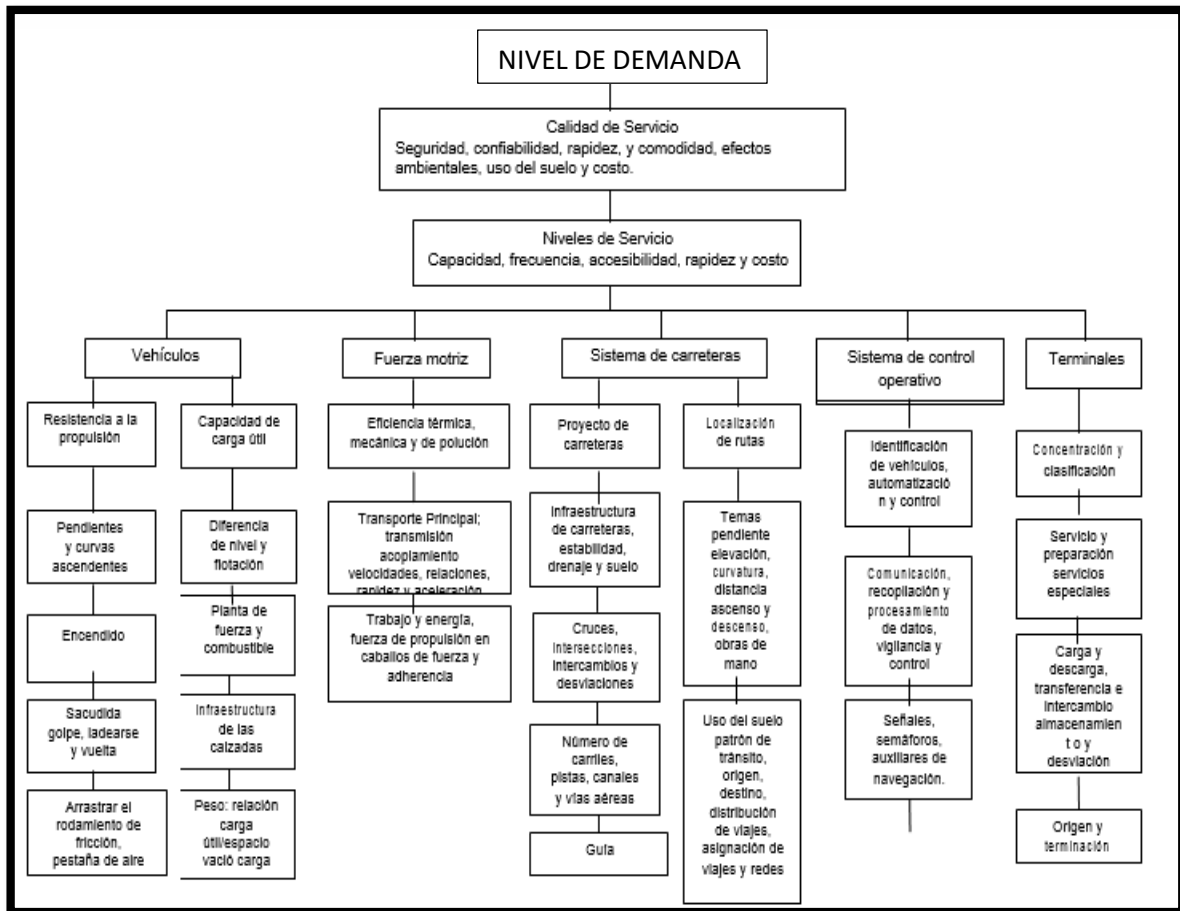 NIVEL DE DEMANDA
Calidad de Servicio
Seguridad, confiabilidad, rapidez, y comodidad, efectos
ambientales, uso del suelo y costo.
Niveles de Servicio
Capacidad, frecuencia, accesibilidad, rapidez y costo
Vehículos
Resistencia a la
propulsión
Pendientes
y curvas
ascendentes
Encendido
Sacudida
golpe, ladearse
y vuelta
Arrastrar el
rodamiento de
fricción,
pestaña de aire
Capacidad de
carga útil
Diferencia
de nivel y
flotación
Planta de
fuerza y
combustible
Infraestructura
de las
calzadas
Peso: relación
carga
útil/espacio
vació carga
Fuerza motriz
Eficiencia térmica,
mecánica y de polución
Transporte Principal;
transmisión
acoplamiento
velocidades, relaciones,
rapidez y aceleración
Trabajo y energía,
fuerza de propulsión en
caballos de fuerza y
adherencia
Sistema de carreteras
Proyecto de
carreteras
Infraestructura
de carreteras,
estabilidad,
drenaje y suelo
Cruces,
intersecciones,
intercambios y
desviaciones
Número de
carriles,
pistas, canales
y vías aéreas
Guía
Localización
de rutas
Temas
pendiente
elevación,
curvatura,
distancia
ascenso y
descenso,
obras de
mano
Uso del suelo
patrón de
tránsito,
origen,
destino,
distribución
de viajes,
asignación de
viajes y redes
Sistema de control
operativo
Identificación
de vehículos,
automatizació
n y control
Comunicación,
recopilación y
procesamiento
de datos,
vigilancia y
control
Señales,
semáforos,
auxiliares de
navegación.
Terminales
Concentración y
clasificación
Servicio y
preparación
servicios
especiales
Carga y
descarga,
transferencia e
intercambio
almacenamien
t o y
desviación
Origen y
terminación